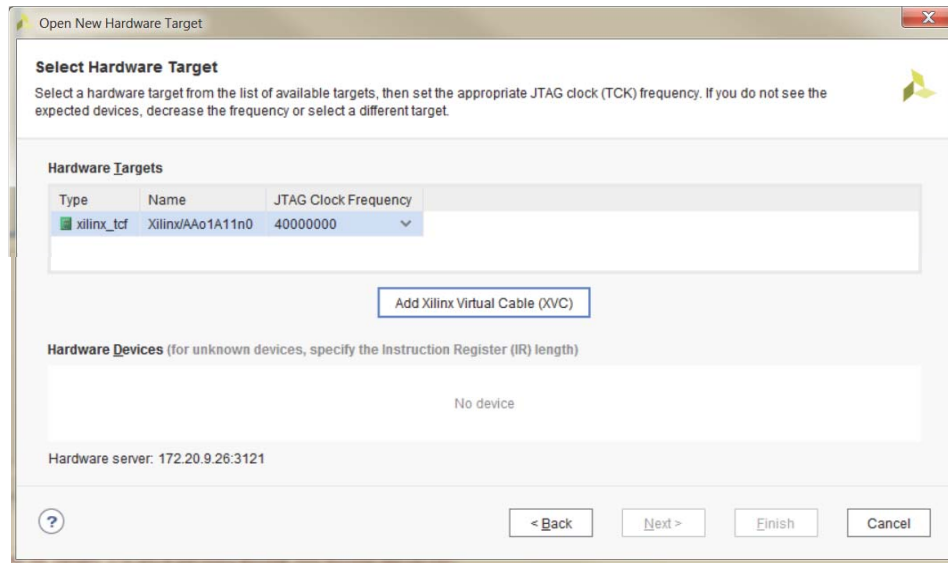 Open New Hardware Target
Select Hardware Target
Select a hardware target from the list of available targets, then set the appropriate JTAG clock (TCK) frequency. If you do not see the
expected devices, decrease the frequency or select a different target.
Hardware Targets
Type Name JTAG Clock Frequency
xilinx_tcf Xilinx/AAo1A11n0 40000000
Add Xilinx Virtual Cable (XVC)
Hardware Devices (for unknown devices, specify the Instruction Register (IR) length)
No device
Hardware server: 172.20.9.26:3121
? < Back Next > Finish Cancel